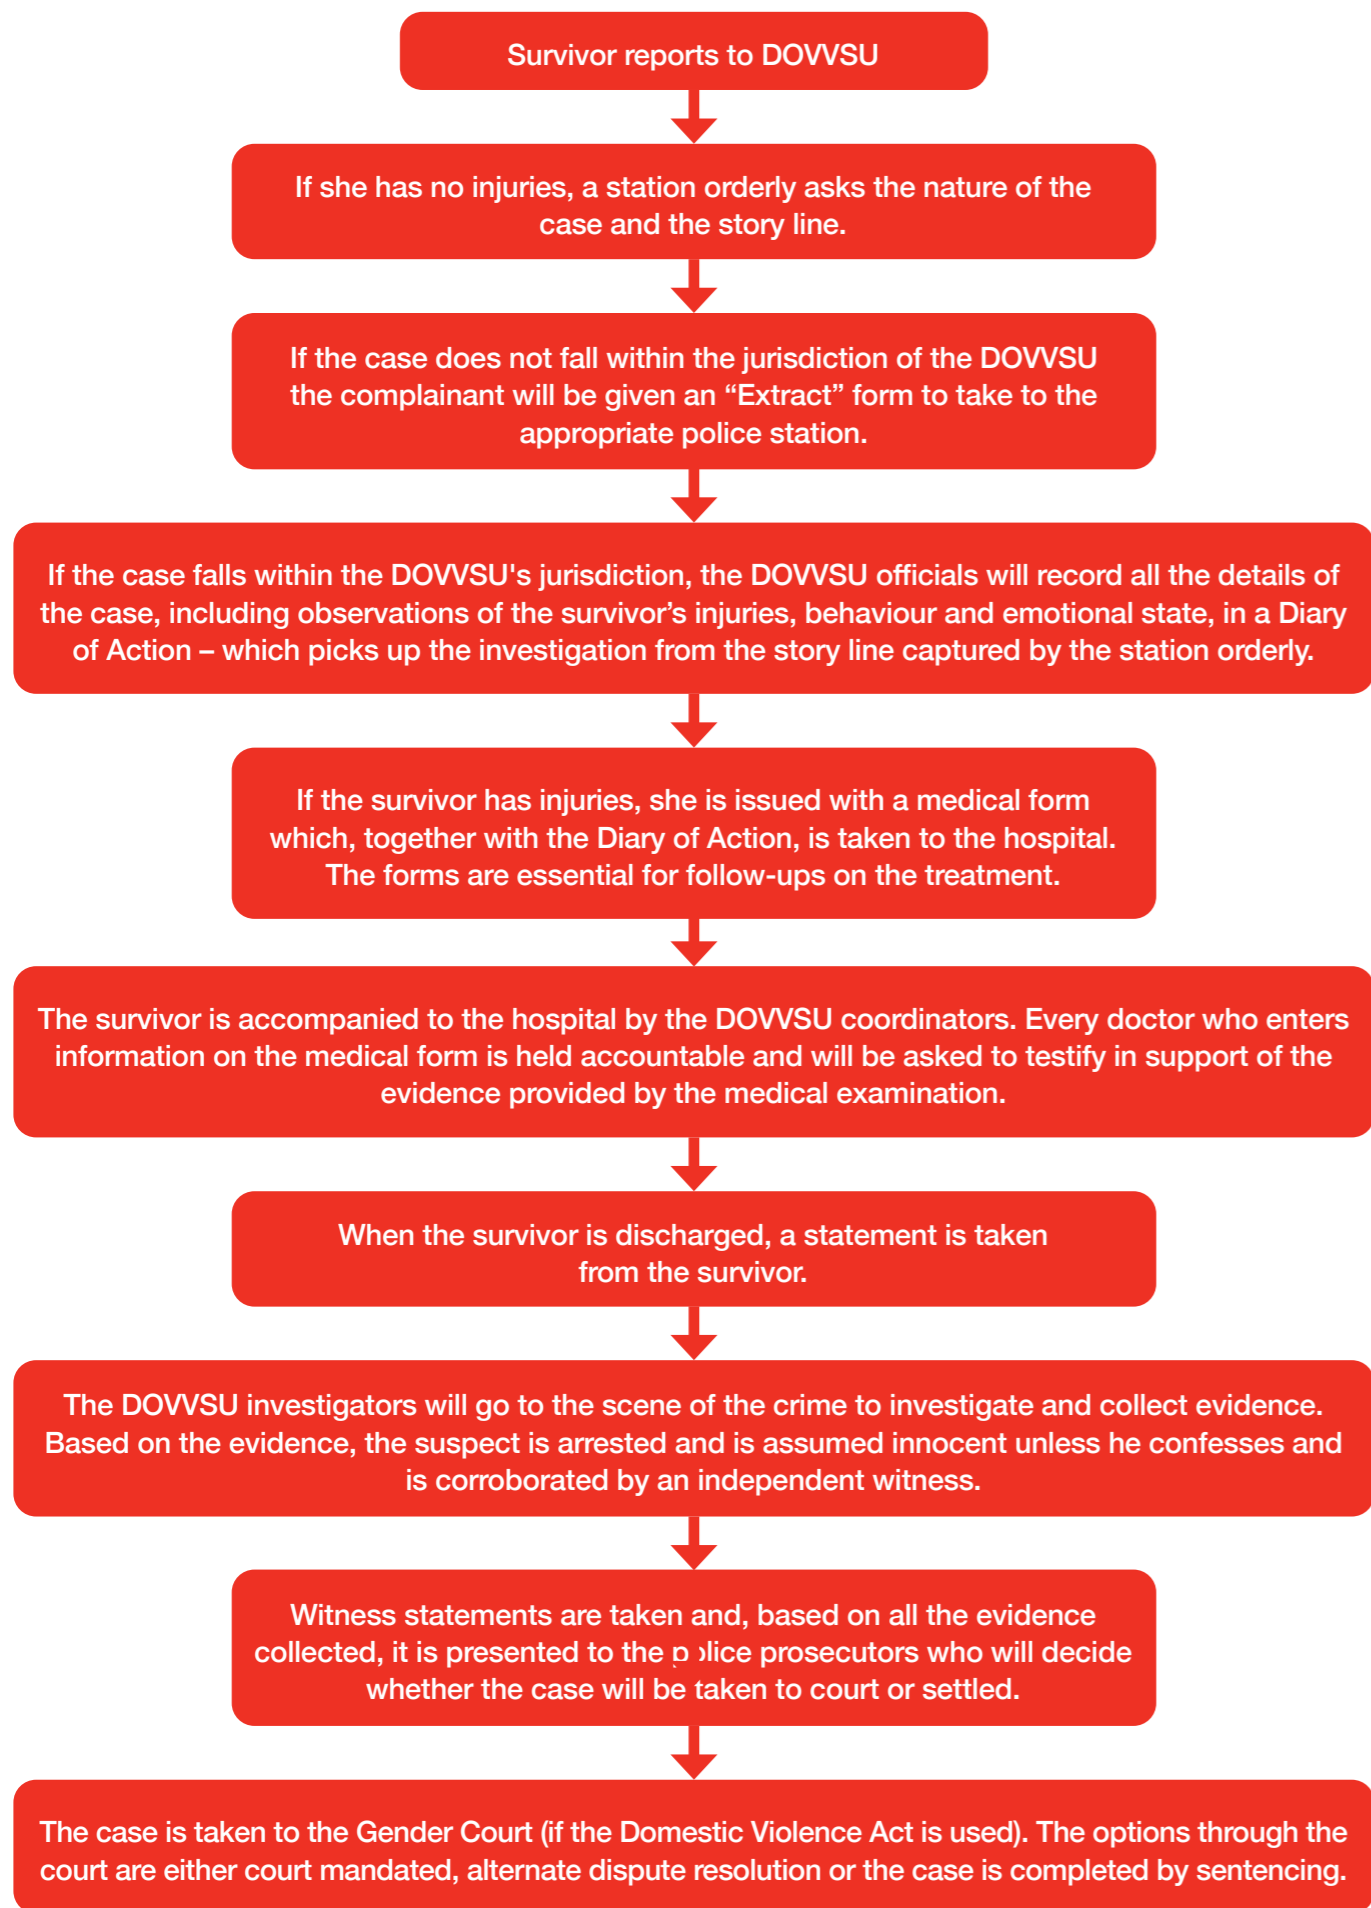 Survivor reports to DOVVSU
If she has no injuries, a station orderly asks the nature of the
case and the story line.
If the case does not fall within the jurisdiction of the DOVVSU
the complainant will be given an “Extract” form to take to the
appropriate police station.
If the case falls within the DOVVSU's jurisdiction, the DOVVSU officials will record all the details of
the case, including observations of the survivor’s injuries, behaviour and emotional state, in a Diary
of Action – which picks up the investigation from the story line captured by the station orderly.
If the survivor has injuries, she is issued with a medical form
which, together with the Diary of Action, is taken to the hospital.
The forms are essential for follow-ups on the treatment.
The survivor is accompanied to the hospital by the DOVVSU coordinators. Every doctor who enters
information on the medical form is held accountable and will be asked to testify in support of the
evidence provided by the medical examination.
When the survivor is discharged, a statement is taken
from the survivor.
The DOVVSU investigators will go to the scene of the crime to investigate and collect evidence.
Based on the evidence, the suspect is arrested and is assumed innocent unless he confesses and
is corroborated by an independent witness.
Witness statements are taken and, based on all the evidence
collected, it is presented to the police prosecutors who will decide
whether the case will be taken to court or settled.
The case is taken to the Gender Court (if the Domestic Violence Act is used). The options through the
court are either court mandated, alternate dispute resolution or the case is completed by sentencing.